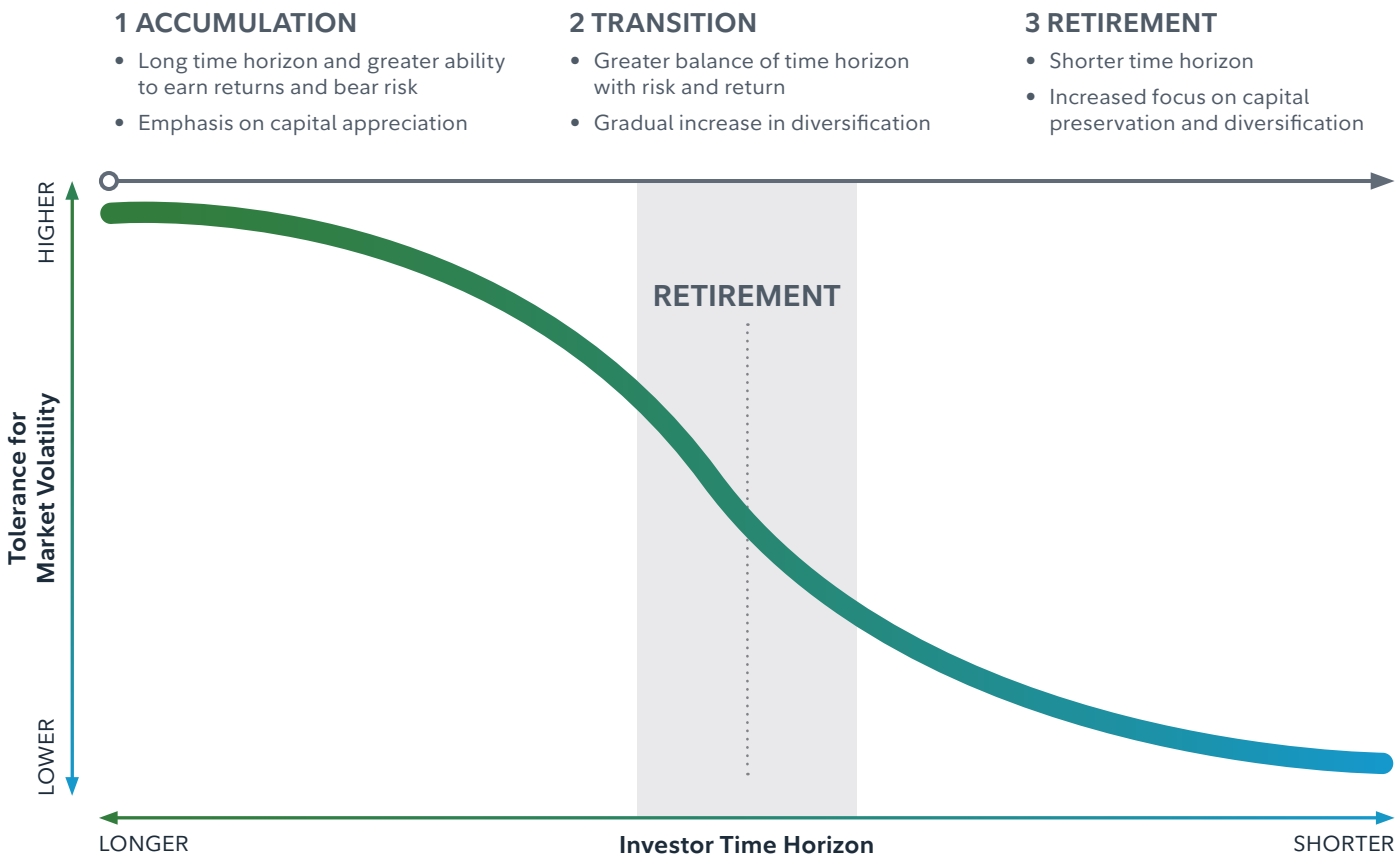 1 ACCUMULATION
• Long time horizon and greater ability
to earn returns and bear risk
• Emphasis on capital appreciation
2 TRANSITION
• Greater balance of time horizon
with risk and return
• Gradual increase in diversification
3 RETIREMENT
• Shorter time horizon
• Increased focus on capital
preservation and diversification
HIGHER
Tolerance for
Market Volatility
LOWER
RETIREMENT
LONGER
Investor Time Horizon
SHORTER